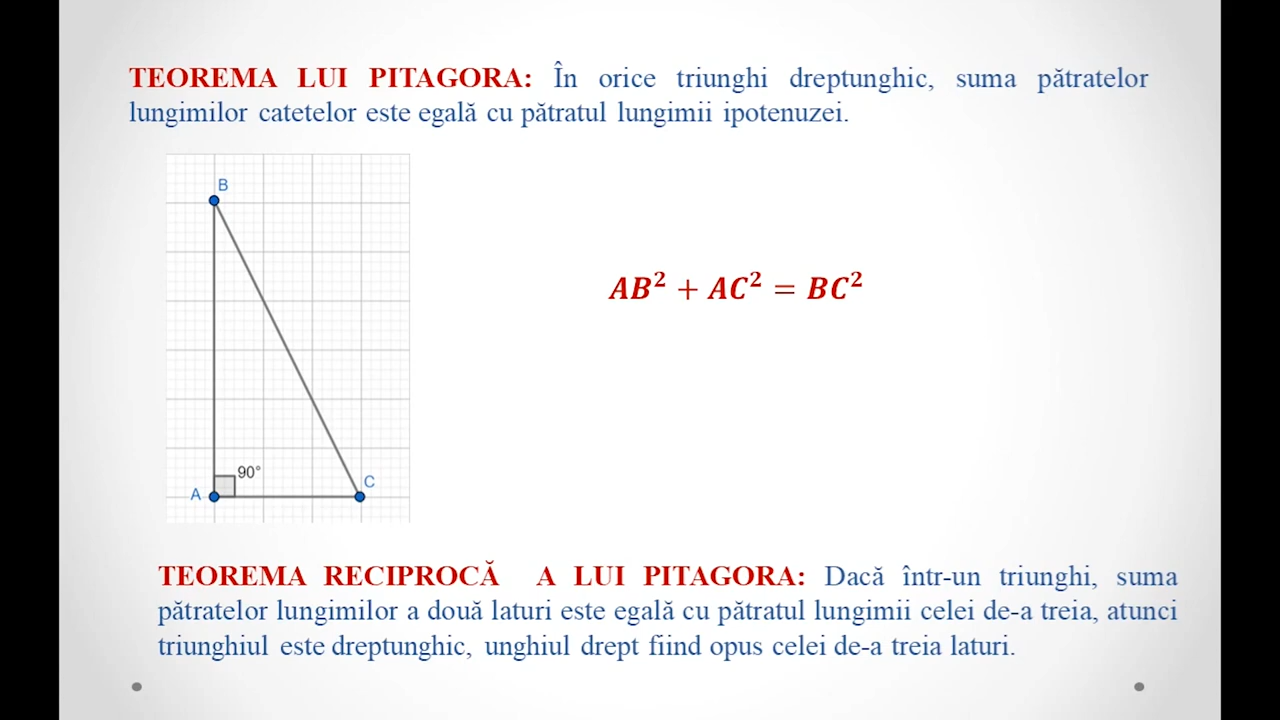 TEOREMA LUI PITAGORA: În orice triunghi dreptunghic, suma pătratelor
lungimilor catetelor este egală cu pătratul lungimii ipotenuzei.
B
AB² + AC² = BC²
90°
A
C
TEOREMA RECIPROCĂ A LUI PITAGORA: Dacă într-un triunghi, suma
pătratelor lungimilor a două laturi este egală cu pătratul lungimii celei de-a treia, atunci
triunghiul este dreptunghic, unghiul drept fiind opus celei de-a treia laturi.